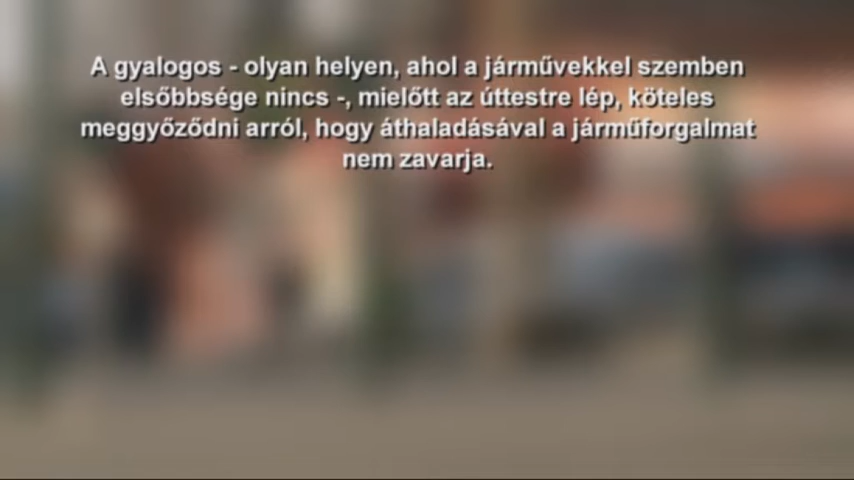 A gyalogos - olyan helyen, ahol a járművekkel szemben
elsőbbsége nincs -, mielőtt az úttestre lép, köteles
meggyőződni arról, hogy áthaladásával a járműforgalmat
nem zavarja.